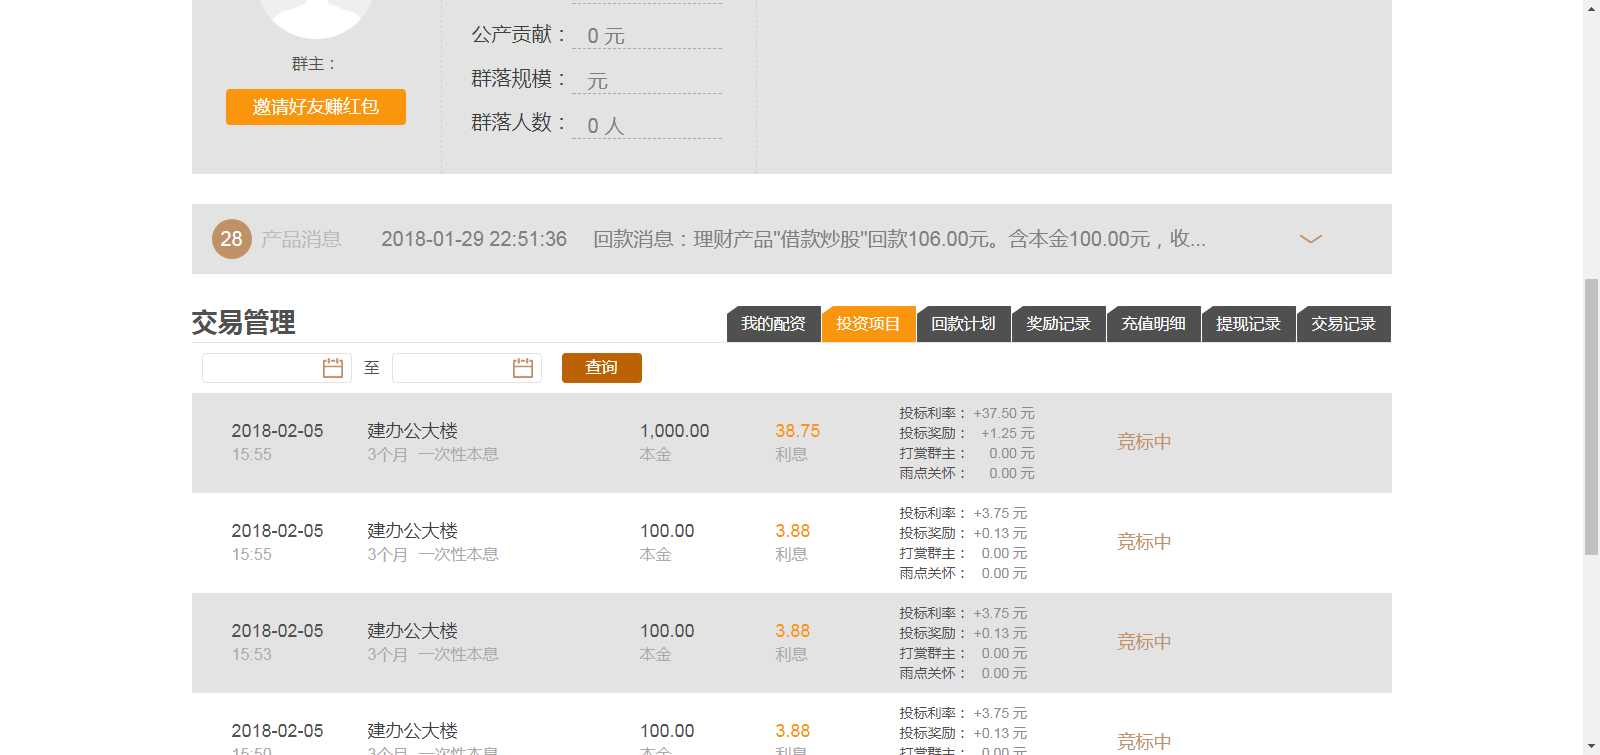 公产贡献： 0 元
群主：
群落规模： 元
邀请好友赚红包
群落人数： 0 人
28 产品消息 2018-01-29 22:51:36 回款消息：理财产品"借款炒股"回款106.00元。含本金100.00元，收...
交易管理
我的配资 投资项目 回款计划 奖励记录 充值明细 提现记录 交易记录
至 查询
2018-02-05 建办公大楼 1,000.00 38.75
15:55 3个月 一次性本息 本金 利息
投标利率： +37.50 元
投标奖励： +1.25 元
打赏群主： 0.00 元
雨点关怀： 0.00 元
竞标中
2018-02-05 建办公大楼 100.00 3.88
15:55 3个月 一次性本息 本金 利息
投标利率： +3.75 元
投标奖励： +0.13 元
打赏群主： 0.00 元
雨点关怀： 0.00 元
竞标中
2018-02-05 建办公大楼 100.00 3.88
15:53 3个月 一次性本息 本金 利息
投标利率： +3.75 元
投标奖励： +0.13 元
打赏群主： 0.00 元
雨点关怀： 0.00 元
竞标中
2018-02-05 建办公大楼 100.00 3.88
15:50 3个月 一次性本息 本金 利息
投标利率： +3.75 元
投标奖励： +0.13 元
打赏群主： 0.00 元
竞标中